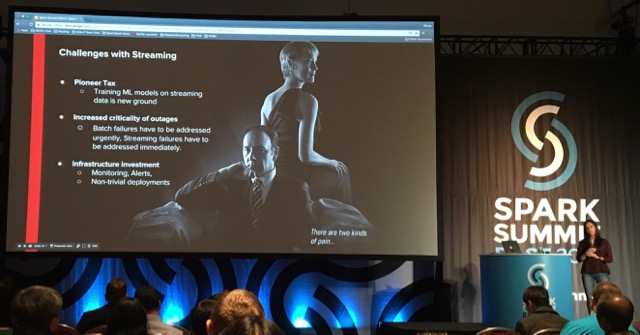 Challenges with Streaming
● Pioneer Tax
○ Training ML models on streaming
data is new ground
● Increased criticality of outages
○ Batch failures have to be addressed
urgently, Streaming failures have to
be addressed immediately.
● Infrastructure investment
○ Monitoring, Alerts,
○ Non-trivial deployments
There are two kinds
of pain...
SPARK
SUMMIT